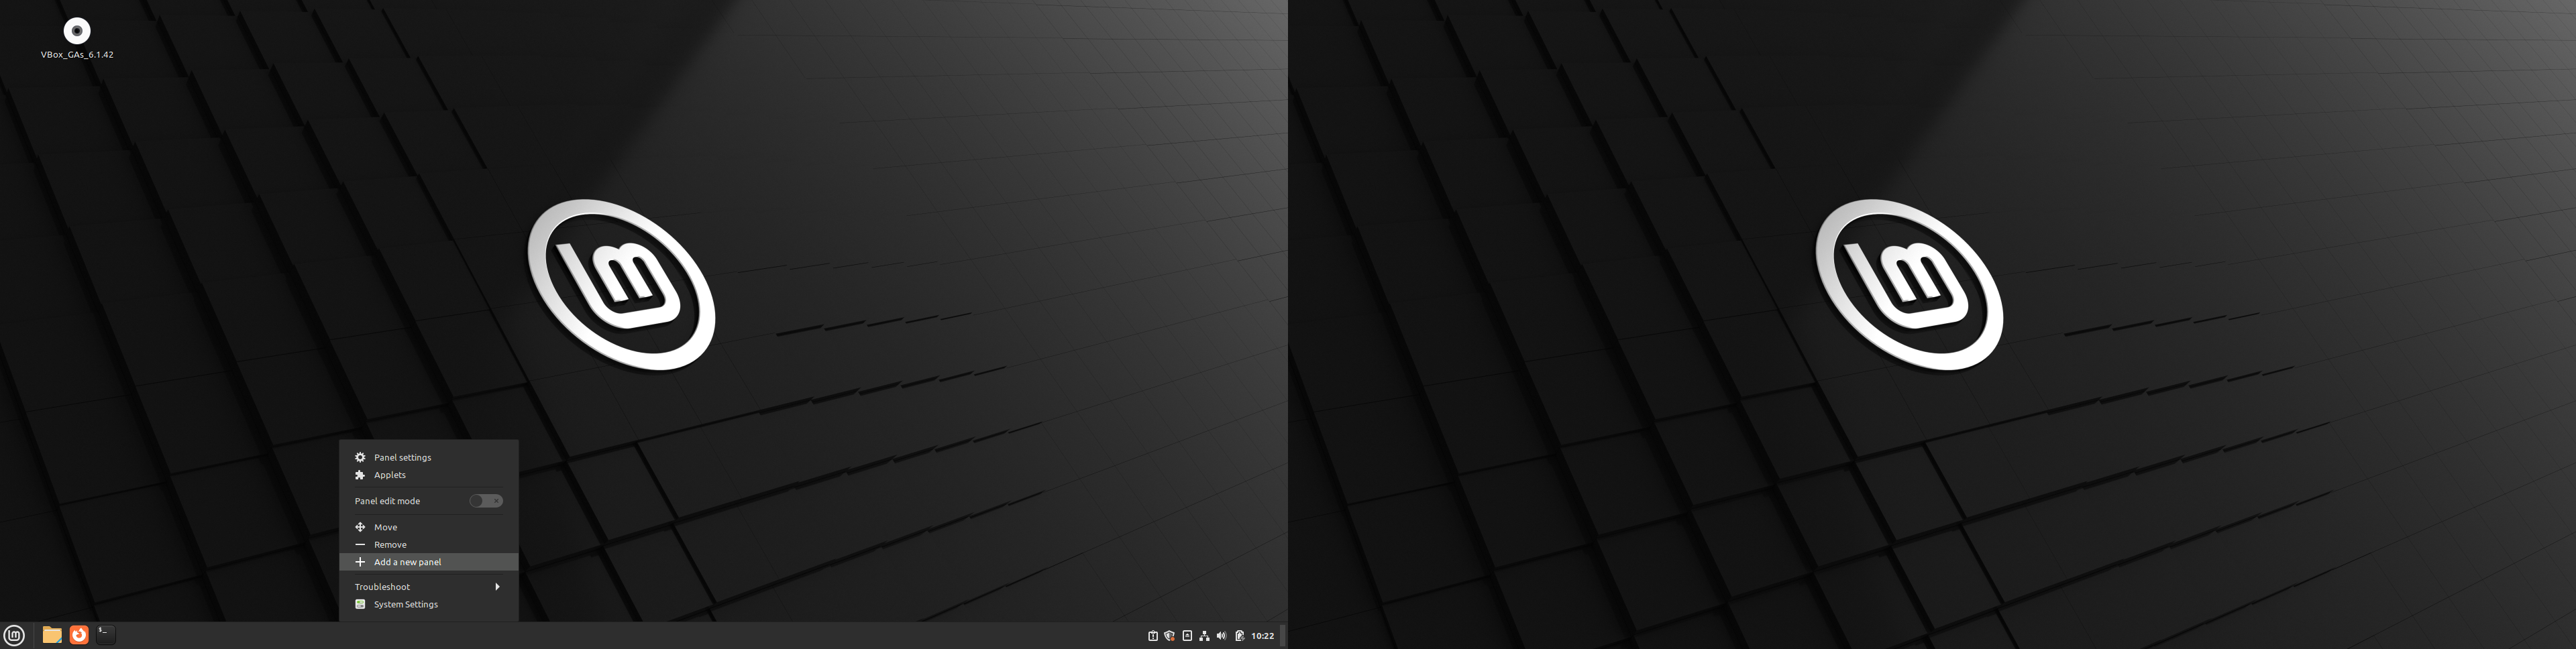 VBox_GAs_6.1.42
Panel settings
Applets
Panel edit mode
Move
Remove
Add a new panel
Troubleshoot
System Settings
10:22